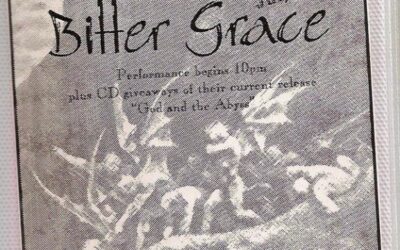 Bitter Grace
Performance begins 10pm
plus CD giveaways of their current release
"God and the Abyss"